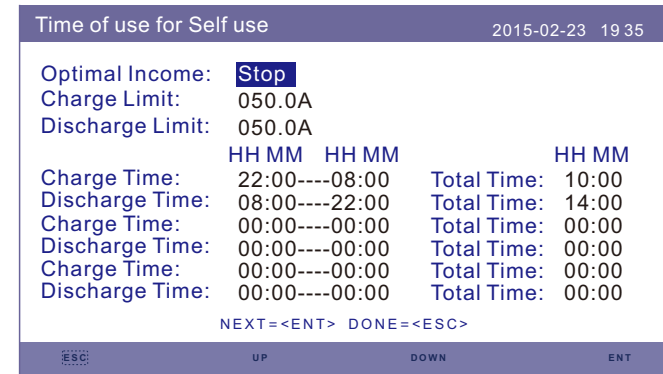 Time of use for Self use 2015-02-23 19 35
Optimal Income: Stop
Charge Limit: 050.0A
Discharge Limit: 050.0A
HH MM HH MM HH MM
Charge Time: 22:00----08:00 Total Time: 10:00
Discharge Time: 08:00----22:00 Total Time: 14:00
Charge Time: 00:00----00:00 Total Time: 00:00
Discharge Time: 00:00----00:00 Total Time: 00:00
Charge Time: 00:00----00:00 Total Time: 00:00
Discharge Time: 00:00----00:00 Total Time: 00:00
NEXT=<ENT> DONE=<ESC>
ESC UP DOWN ENT